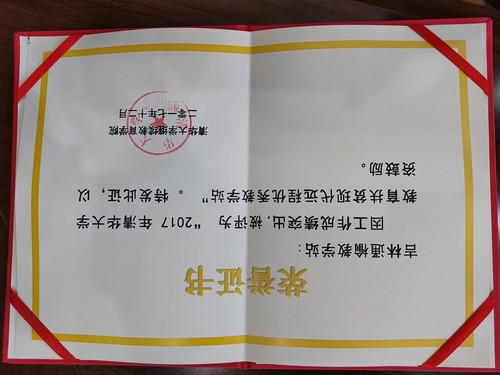 荣誉证书
吉林通榆教学站:
因工作成绩突出,被评为 “2017 年清华大学
教育扶贫现代远程优秀教学站” 。 特发此证, 以
资鼓励。
清华大学继续教育学院
二零一七年十二月